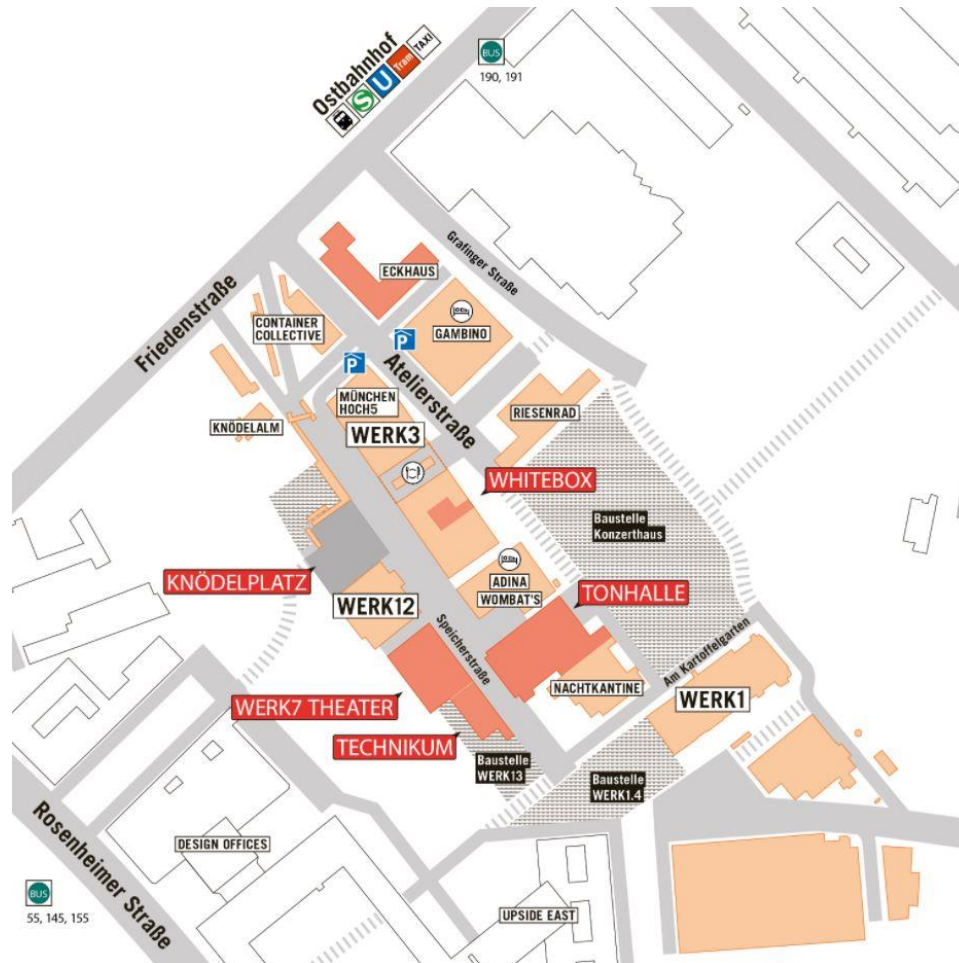 Ostbahnhof
S
U
Tram
TAXI
BUS
190, 191
Grafinger Straße
ECKHAUS
Friedenstraße
CONTAINER
COLLECTIVE
GAMBINO
P
P
Atelierstraße
MÜNCHEN
HOCH5
KNÖDELALM
RIESENRAD
WERK3
WHITEBOX
Baustelle
Konzerthaus
KNÖDELPLATZ
ADINA
WOMBAT'S
TONHALLE
WERK12
Speicherstraße
Am Kartoffelgarten
NACHTKANTINE
WERK1
WERK7 THEATER
TECHNIKUM
Baustelle
WERK13
Baustelle
WERK1.4
Rosenheimer Straße
DESIGN OFFICES
BUS
55, 145, 155
UPSIDE EAST